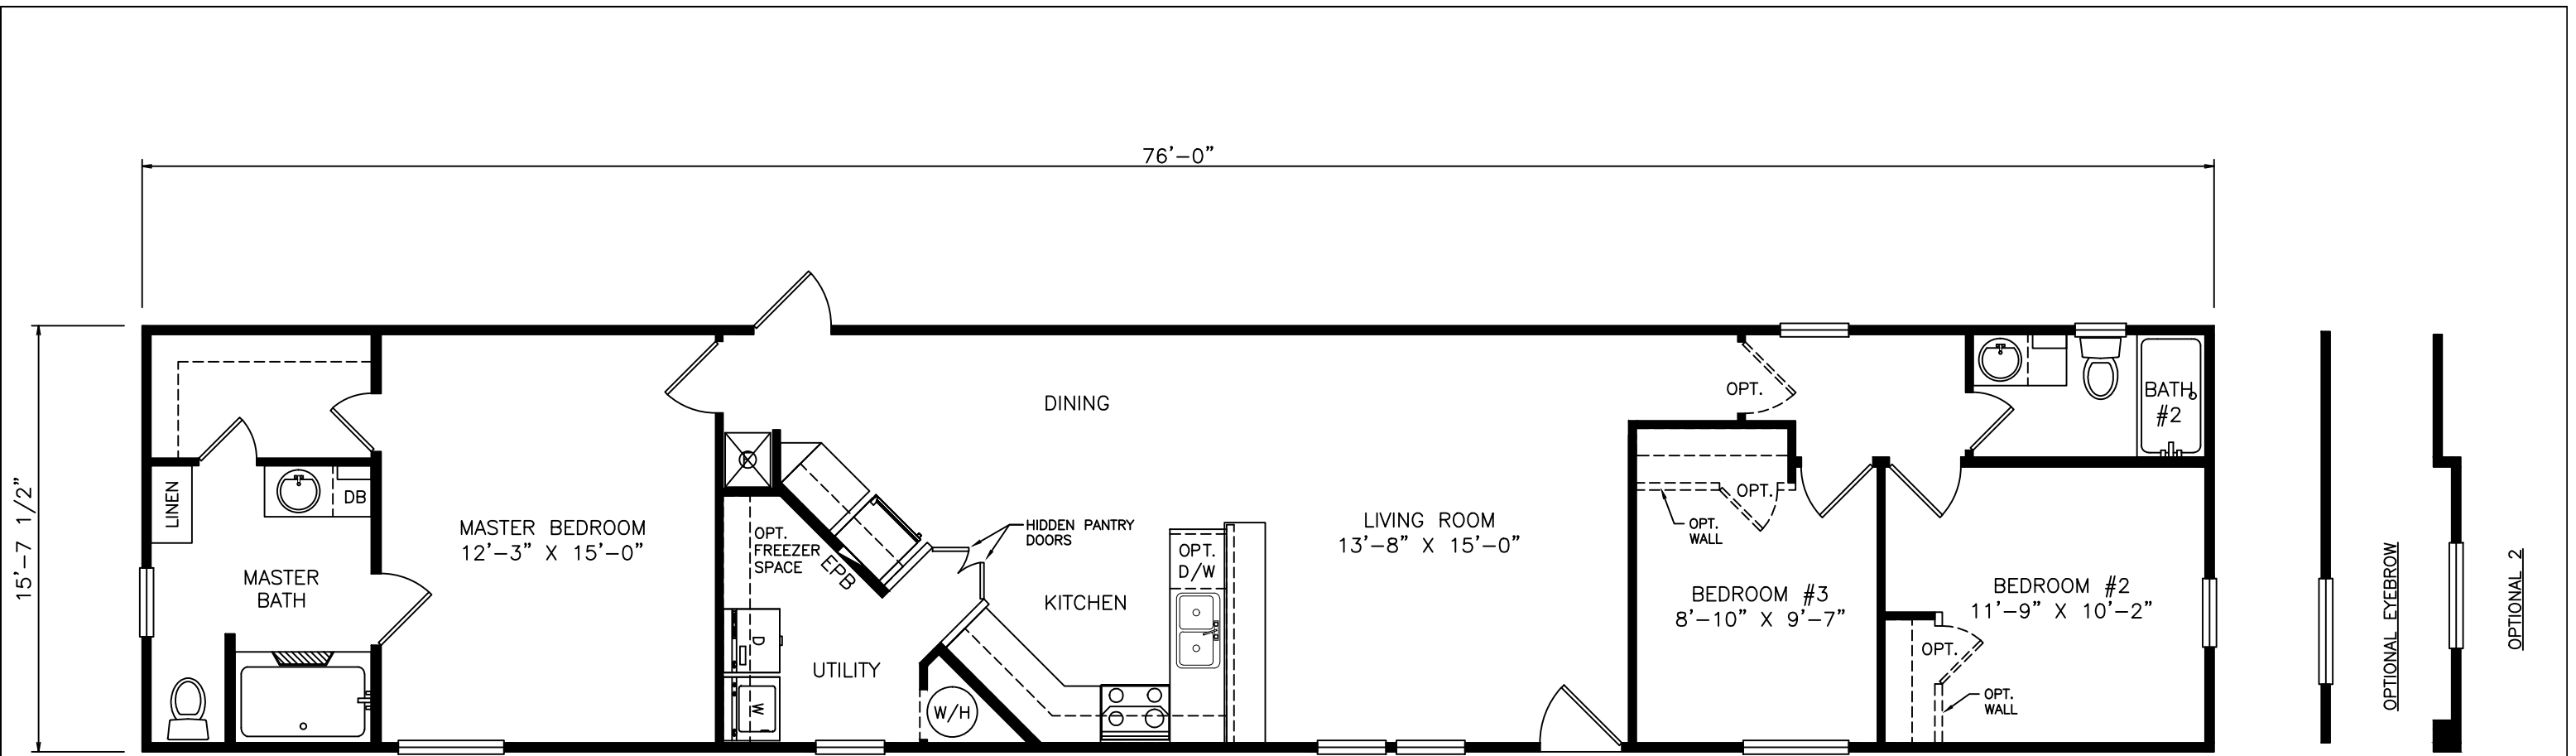 76'-0"
15'-7 1/2"
LINEN
DB
MASTER
BATH
MASTER BEDROOM
12'-3" X 15'-0"
OPT.
FREEZER
SPACE
EPB
D
W
UTILITY
W/H
HIDDEN PANTRY
DOORS
DINING
KITCHEN
OPT.
D/W
LIVING ROOM
13'-8" X 15'-0"
OPT.
OPT.
OPT.
WALL
BEDROOM #3
8'-10" X 9'-7"
BATH
#2
BEDROOM #2
11'-9" X 10'-2"
OPT.
OPT.
WALL
OPTIONAL EYEBROW
OPTIONAL 2